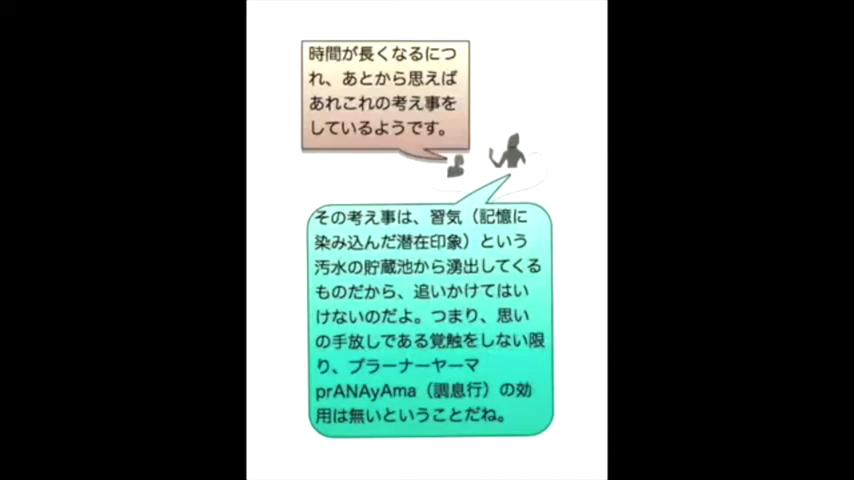 時間が長くなるにつ
れ、あとから思えば
あれこれの考え事を
しているようです。
その考え事は、習気（記憶に
染み込んだ潜在印象）という
汚水の貯蔵池から湧出してくる
ものだから、追いかけてはい
けないのだよ。つまり、思い
の手放しである覚触をしない限
り、プラーナーヤーマ
prANAyAma（調息行）の効
用は無いということだね。